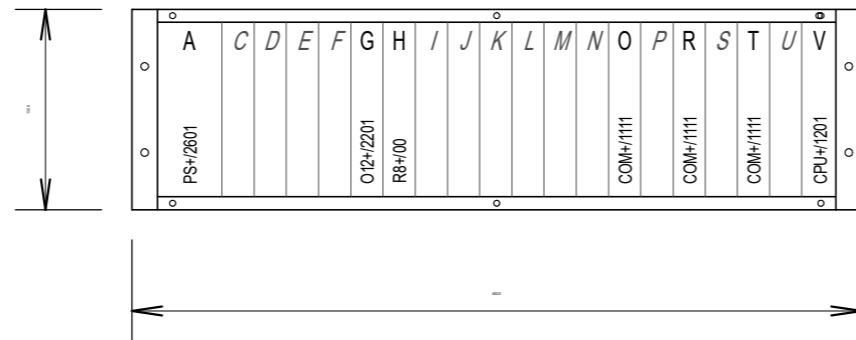 A C D E F G H I J K L M N O P R S T U V
PS+/2601
O12+/2201
R8+/00
COM+/1111
COM+/1111
COM+/1111
CPU+/1201